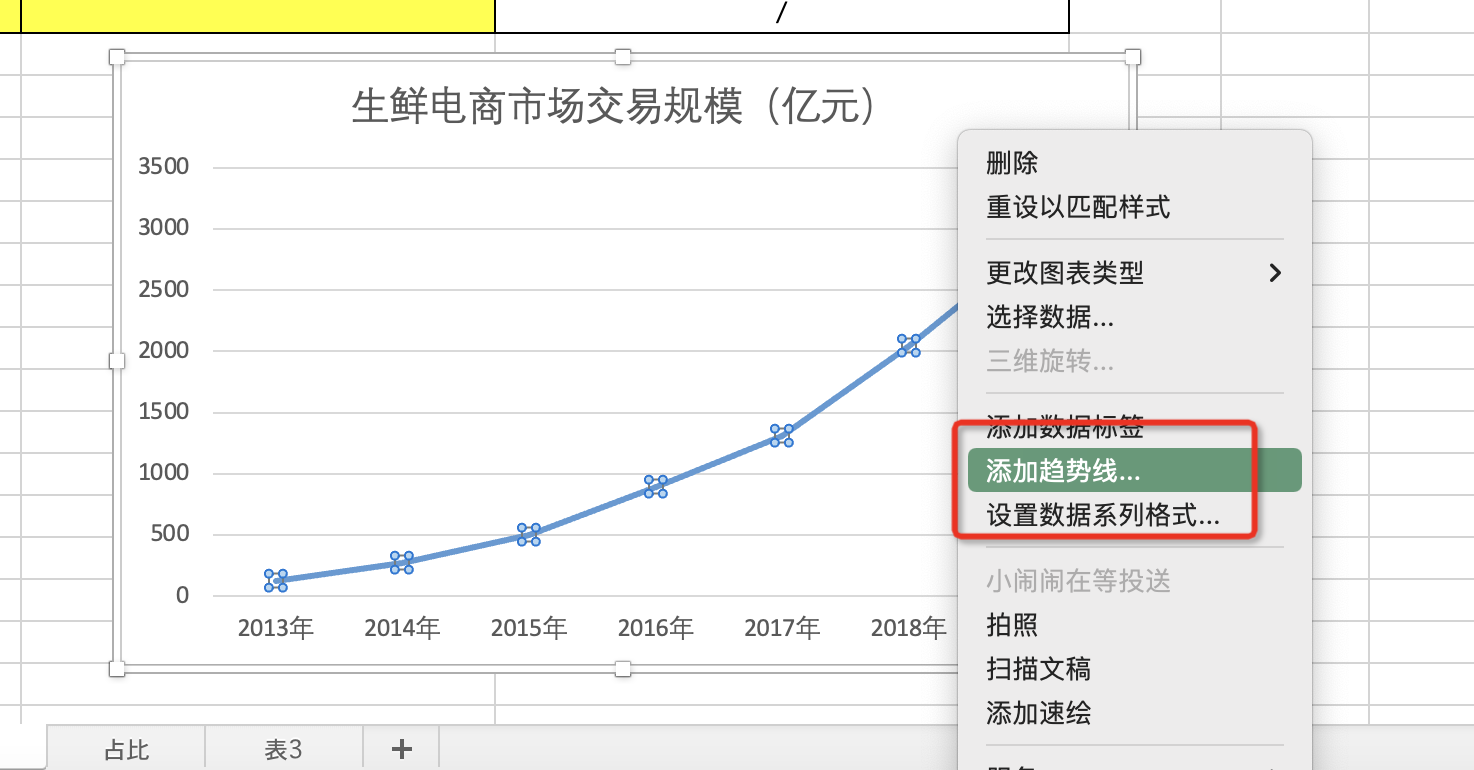 /
生鲜电商市场交易规模（亿元）
3500
3000
2500
2000
1500
1000
500
0
2013年 2014年 2015年 2016年 2017年 2018年
删除
重设以匹配样式
更改图表类型
选择数据...
三维旋转...
添加数据标签
添加趋势线...
设置数据系列格式...
小闹闹在等投送
拍照
扫描文稿
添加速绘
占比 表3 +